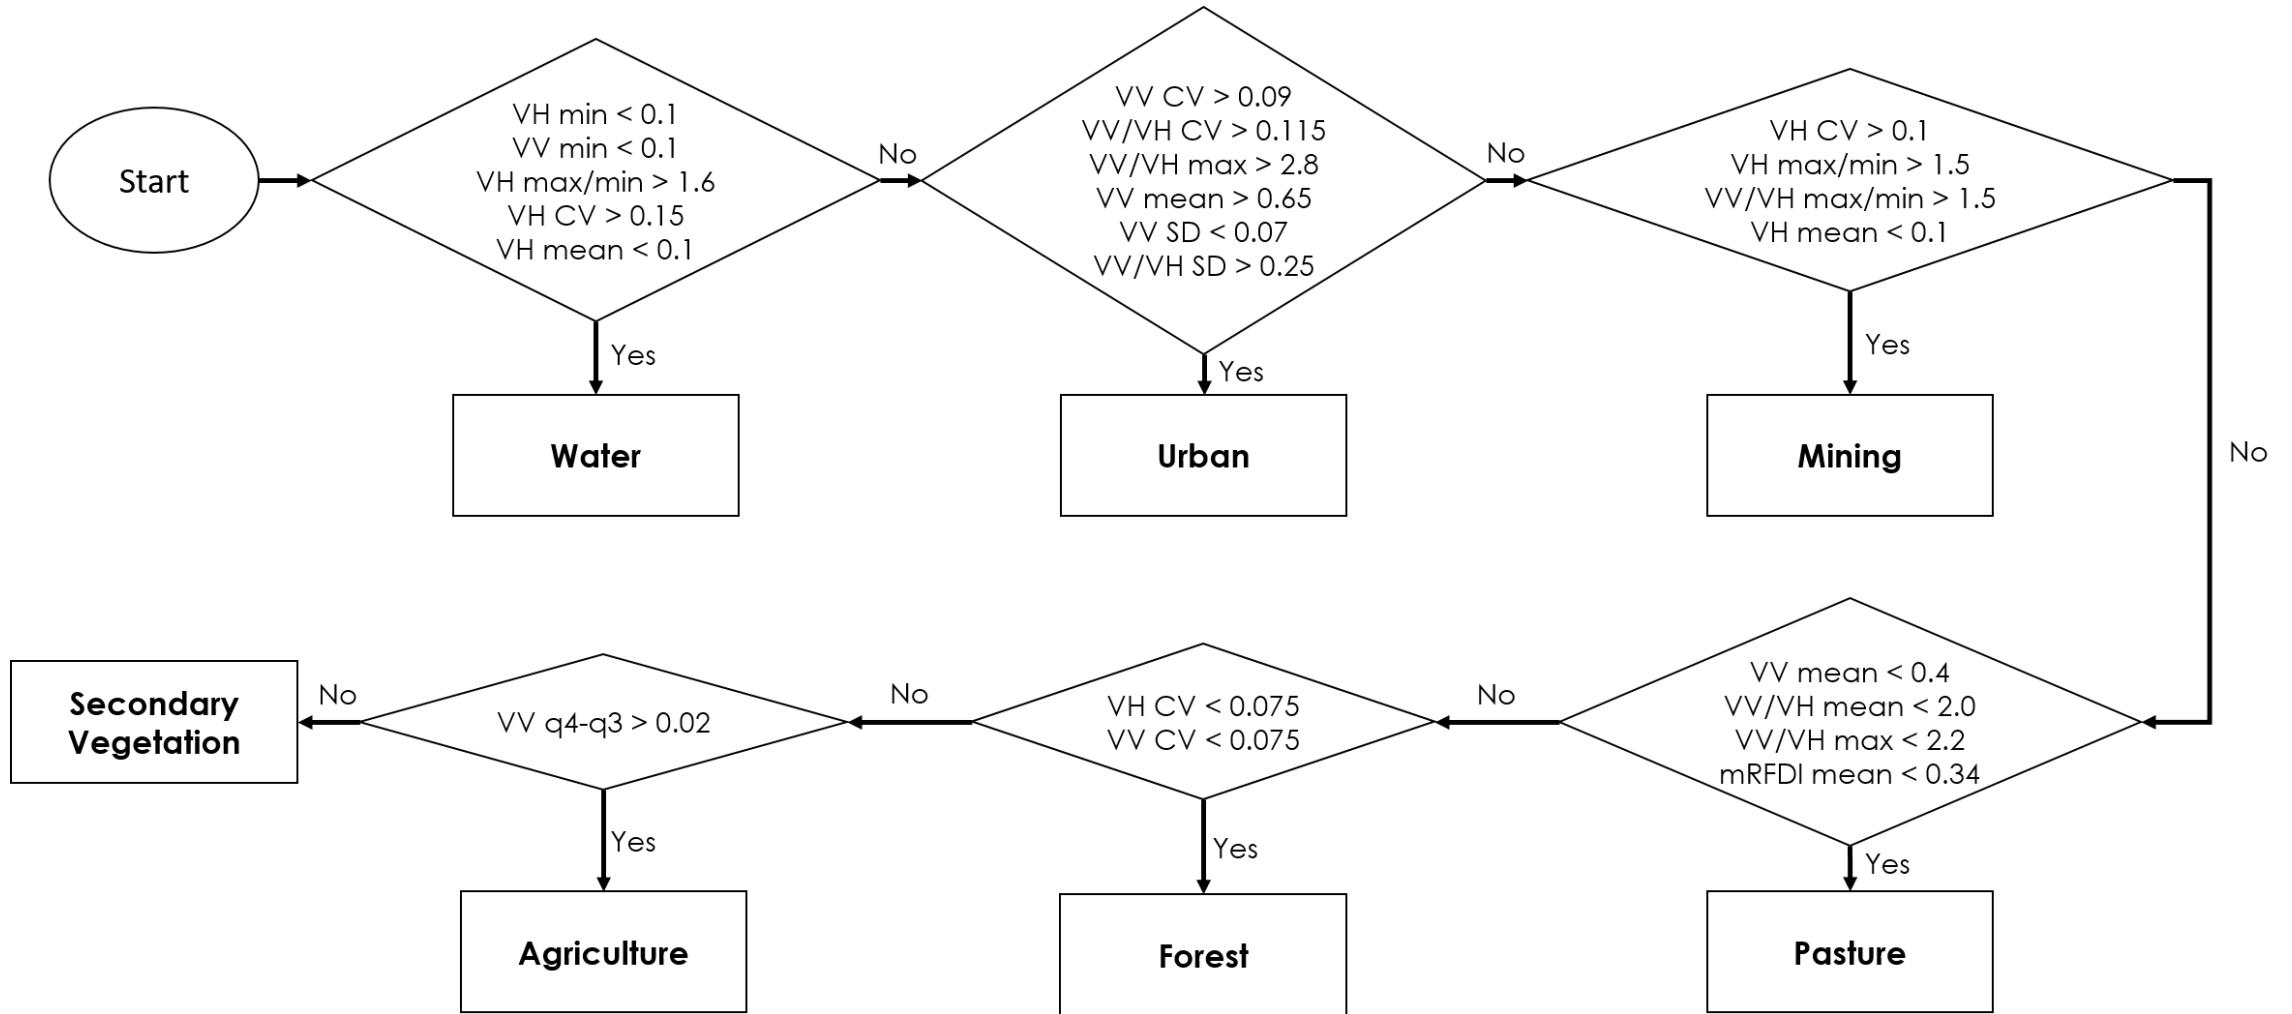 Start
VH min < 0.1
VV min < 0.1
VH max/min > 1.6
VH CV > 0.15
VH mean < 0.1
No
Yes
Water
VV CV > 0.09
VV/VH CV > 0.115
VV/VH max > 2.8
VV mean > 0.65
VV SD < 0.07
VV/VH SD > 0.25
No
Yes
Urban
VH CV > 0.1
VH max/min > 1.5
VV/VH max/min > 1.5
VH mean < 0.1
Yes
Mining
No
VV mean < 0.4
VV/VH mean < 2.0
VV/VH max < 2.2
mRFDI mean < 0.34
Yes
Pasture
No
VH CV < 0.075
VV CV < 0.075
Yes
Forest
No
VV q4-q3 > 0.02
Yes
Agriculture
No
Secondary
Vegetation